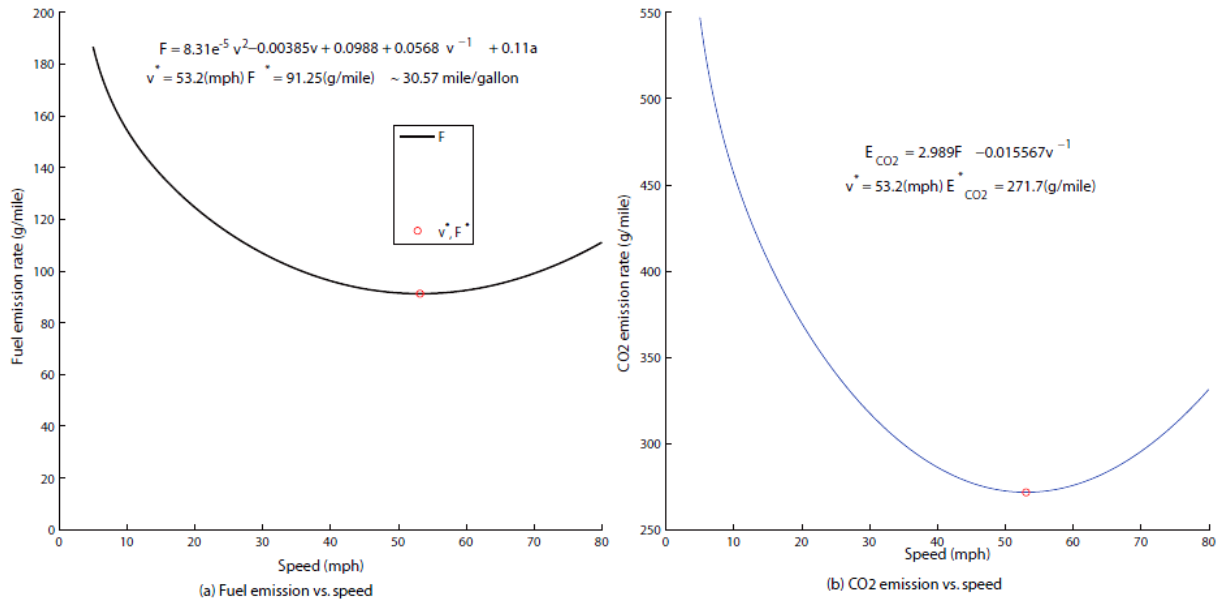 200
180
160
140
120
100
80
60
40
20
0
Fuel emission rate (g/mile)
F = 8.31e⁻⁵ v²−0.00385v + 0.0988 + 0.0568 v ⁻¹ + 0.11a
v* = 53.2(mph) F * = 91.25(g/mile) ~ 30.57 mile/gallon
F
v*, F*
0 10 20 30 40 50 60 70 80
Speed (mph)
(a) Fuel emission vs. speed
550
500
450
400
350
300
250
CO2 emission rate (g/mile)
E CO2 = 2.989F −0.015567v⁻¹
v* = 53.2(mph) E* CO2 = 271.7(g/mile)
0 10 20 30 40 50 60 70 80
Speed (mph)
(b) CO2 emission vs. speed